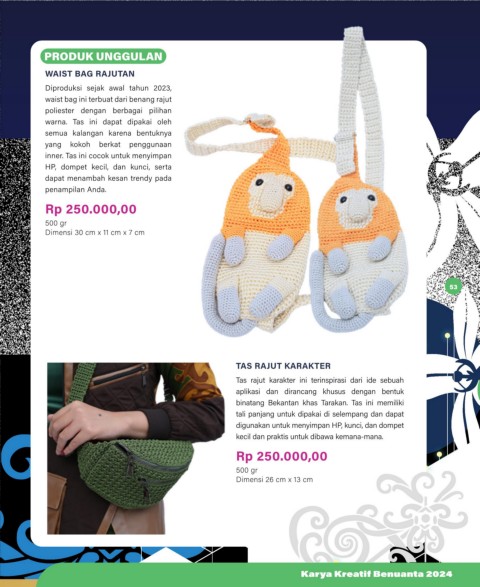 PRODUK UNGGULAN
WAIST BAG RAJUTAN
Diproduksi sejak awal tahun 2023,
waist bag ini terbuat dari benang rajut
poliester dengan berbagai pilihan
warna. Tas ini dapat dipakai oleh
semua kalangan karena bentuknya
yang kokoh berkat penggunaan
inner. Tas ini cocok untuk menyimpan
HP, dompet kecil, dan kunci, serta
dapat menambah kesan trendy pada
penampilan Anda.
Rp 250.000,00
500 gr
Dimensi 30 cm x 11 cm x 7 cm
53
TAS RAJUT KARAKTER
Tas rajut karakter ini terinspirasi dari ide sebuah
aplikasi dan dirancang khusus dengan bentuk
binatang Bekantan khas Tarakan. Tas ini memiliki
tali panjang untuk dipakai di selempang dan dapat
digunakan untuk menyimpan HP, kunci, dan dompet
kecil dan praktis untuk dibawa kemana-mana.
Rp 250.000,00
500 gr
Dimensi 26 cm x 13 cm
Karya Kreatif Benuanta 2024